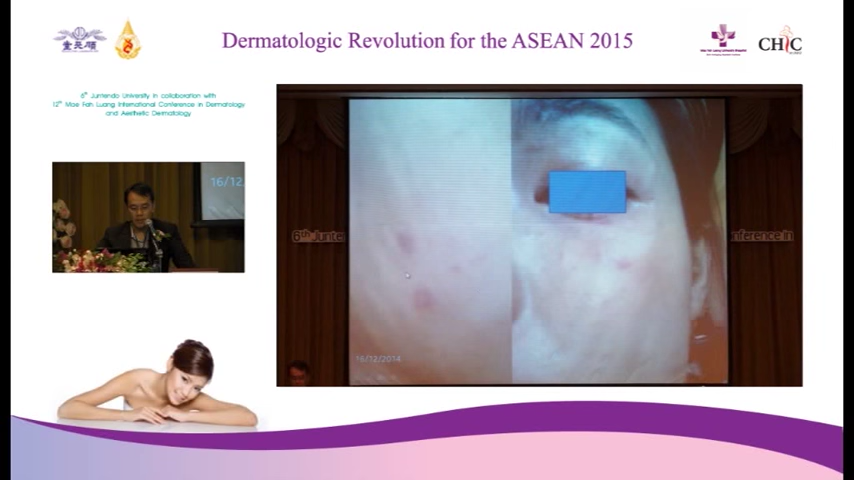 Dermatologic Revolution for the ASEAN 2015
CHIC
6th Juntendo University in collaboration with
12th Mae Fah Luang International Conference in Dermatology
and Aesthetic Dermatology
16/12
6th Junte
nference in
16/12/2014